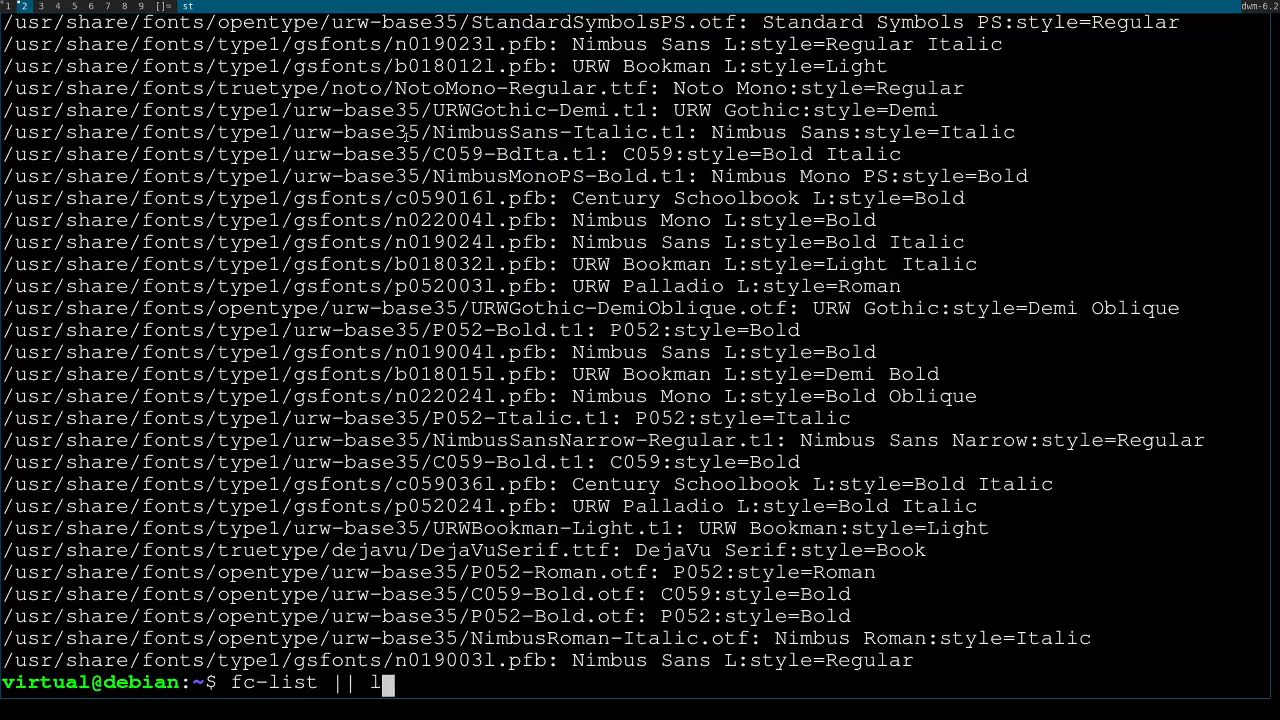 1 2 3 4 5 6 7 8 9 []= st dwm-6.2
/usr/share/fonts/opentype/urw-base35/StandardSymbolsPS.otf: Standard Symbols PS:style=Regular
/usr/share/fonts/type1/gsfonts/n019023l.pfb: Nimbus Sans L:style=Regular Italic
/usr/share/fonts/type1/gsfonts/b018012l.pfb: URW Bookman L:style=Light
/usr/share/fonts/truetype/noto/NotoMono-Regular.ttf: Noto Mono:style=Regular
/usr/share/fonts/type1/urw-base35/URWGothic-Demi.t1: URW Gothic:style=Demi
/usr/share/fonts/type1/urw-base35/NimbusSans-Italic.t1: Nimbus Sans:style=Italic
/usr/share/fonts/type1/urw-base35/C059-BdIta.t1: C059:style=Bold Italic
/usr/share/fonts/type1/urw-base35/NimbusMonoPS-Bold.t1: Nimbus Mono PS:style=Bold
/usr/share/fonts/type1/gsfonts/c059016l.pfb: Century Schoolbook L:style=Bold
/usr/share/fonts/type1/gsfonts/n022004l.pfb: Nimbus Mono L:style=Bold
/usr/share/fonts/type1/gsfonts/n019024l.pfb: Nimbus Sans L:style=Bold Italic
/usr/share/fonts/type1/gsfonts/b018032l.pfb: URW Bookman L:style=Light Italic
/usr/share/fonts/type1/gsfonts/p052003l.pfb: URW Palladio L:style=Roman
/usr/share/fonts/opentype/urw-base35/URWGothic-DemiOblique.otf: URW Gothic:style=Demi Oblique
/usr/share/fonts/type1/urw-base35/P052-Bold.t1: P052:style=Bold
/usr/share/fonts/type1/gsfonts/n019004l.pfb: Nimbus Sans L:style=Bold
/usr/share/fonts/type1/gsfonts/b018015l.pfb: URW Bookman L:style=Demi Bold
/usr/share/fonts/type1/gsfonts/n022024l.pfb: Nimbus Mono L:style=Bold Oblique
/usr/share/fonts/type1/urw-base35/P052-Italic.t1: P052:style=Italic
/usr/share/fonts/type1/urw-base35/NimbusSansNarrow-Regular.t1: Nimbus Sans Narrow:style=Regular
/usr/share/fonts/type1/urw-base35/C059-Bold.t1: C059:style=Bold
/usr/share/fonts/type1/gsfonts/c059036l.pfb: Century Schoolbook L:style=Bold Italic
/usr/share/fonts/type1/gsfonts/p052024l.pfb: URW Palladio L:style=Bold Italic
/usr/share/fonts/type1/urw-base35/URWBookman-Light.t1: URW Bookman:style=Light
/usr/share/fonts/truetype/dejavu/DejaVuSerif.ttf: DejaVu Serif:style=Book
/usr/share/fonts/opentype/urw-base35/P052-Roman.otf: P052:style=Roman
/usr/share/fonts/opentype/urw-base35/C059-Bold.otf: C059:style=Bold
/usr/share/fonts/opentype/urw-base35/P052-Bold.otf: P052:style=Bold
/usr/share/fonts/opentype/urw-base35/NimbusRoman-Italic.otf: Nimbus Roman:style=Italic
/usr/share/fonts/type1/gsfonts/n019003l.pfb: Nimbus Sans L:style=Regular
virtual@debian:~$ fc-list || l